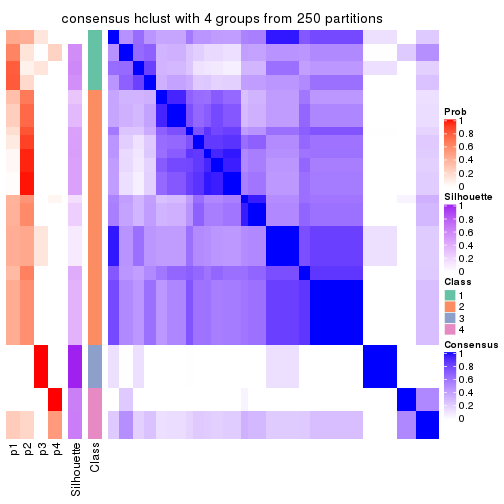 consensus hclust with 4 groups from 250 partitions
Prob
1
0.8
0.6
0.4
0.2
0
Silhouette
1
0.8
0.6
0.4
0.2
0
Class
1
2
3
4
Consensus
1
0.8
0.6
0.4
0.2
0
p1
p2
p3
p4
Silhouette
Class